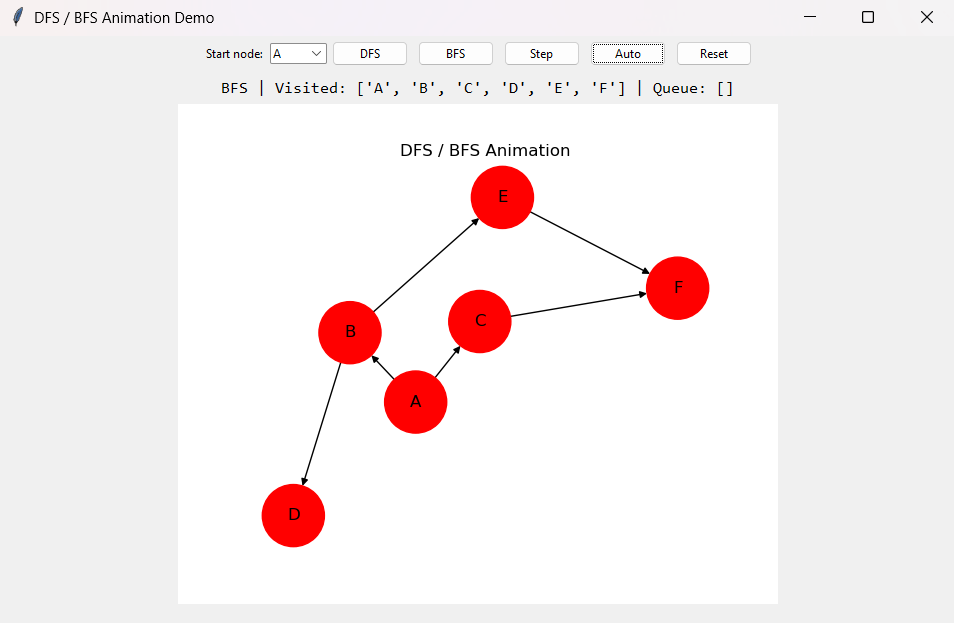 DFS / BFS Animation Demo
Start node: A DFS BFS Step Auto Reset
BFS | Visited: ['A', 'B', 'C', 'D', 'E', 'F'] | Queue: []
DFS / BFS Animation
E
F
C
B
A
D